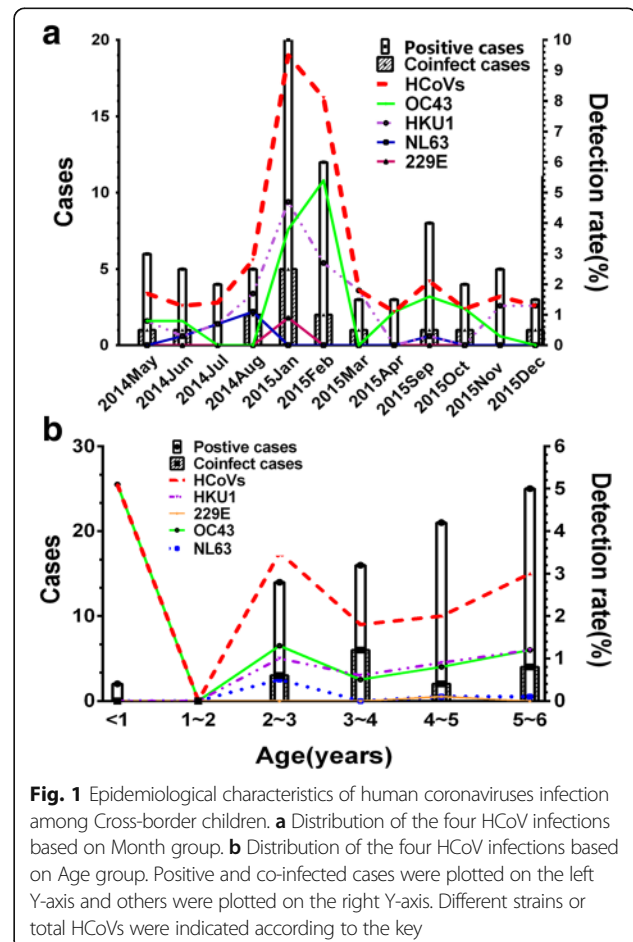 a
20
15
10
5
0
Cases
Positive cases
Coinfect cases
HCoVs
OC43
HKU1
NL63
229E
10
9
8
7
6
5
4
3
2
1
0
Detection rate(%)
2014May
2014Jun
2014Jul
2014Aug
2015Jan
2015Feb
2015Mar
2015Apr
2015Sep
2015Oct
2015Nov
2015Dec
b
30
20
10
0
Cases
Postive cases
Coinfect cases
HCoVs
HKU1
229E
OC43
NL63
6
5
4
3
2
1
0
Detection rate(%)
<1
1~2
2~3
3~4
4~5
5~6
Age(years)
Fig. 1 Epidemiological characteristics of human coronaviruses infection
among Cross-border children. a Distribution of the four HCoV infections
based on Month group. b Distribution of the four HCoV infections based
on Age group. Positive and co-infected cases were plotted on the left
Y-axis and others were plotted on the right Y-axis. Different strains or
total HCoVs were indicated according to the key